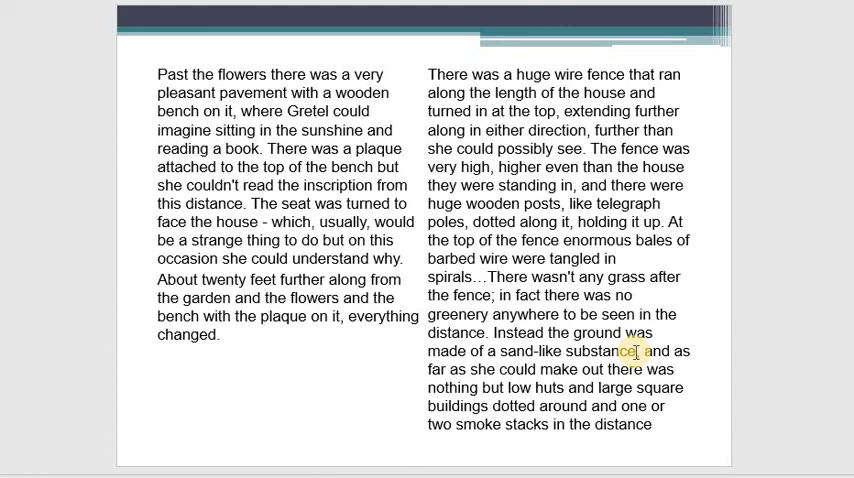 Past the flowers there was a very
pleasant pavement with a wooden
bench on it, where Gretel could
imagine sitting in the sunshine and
reading a book. There was a plaque
attached to the top of the bench but
she couldn't read the inscription from
this distance. The seat was turned to
face the house - which, usually, would
be a strange thing to do but on this
occasion she could understand why.
About twenty feet further along from
the garden and the flowers and the
bench with the plaque on it, everything
changed.
There was a huge wire fence that ran
along the length of the house and
turned in at the top, extending further
along in either direction, further than
she could possibly see. The fence was
very high, higher even than the house
they were standing in, and there were
huge wooden posts, like telegraph
poles, dotted along it, holding it up. At
the top of the fence enormous bales of
barbed wire were tangled in
spirals…There wasn't any grass after
the fence; in fact there was no
greenery anywhere to be seen in the
distance. Instead the ground was
made of a sand-like substance, and as
far as she could make out there was
nothing but low huts and large square
buildings dotted around and one or
two smoke stacks in the distance